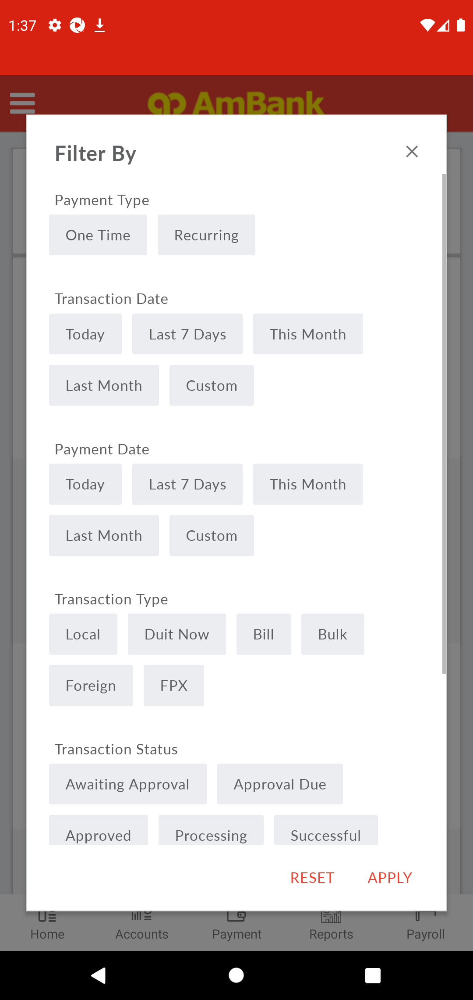 1:37
AmBank
Filter By
Payment Type
One Time Recurring
Transaction Date
Today Last 7 Days This Month
Last Month Custom
Payment Date
Today Last 7 Days This Month
Last Month Custom
Transaction Type
Local Duit Now Bill Bulk
Foreign FPX
Transaction Status
Awaiting Approval Approval Due
Approved Processing Successful
RESET APPLY
Home Accounts Payment Reports Payroll